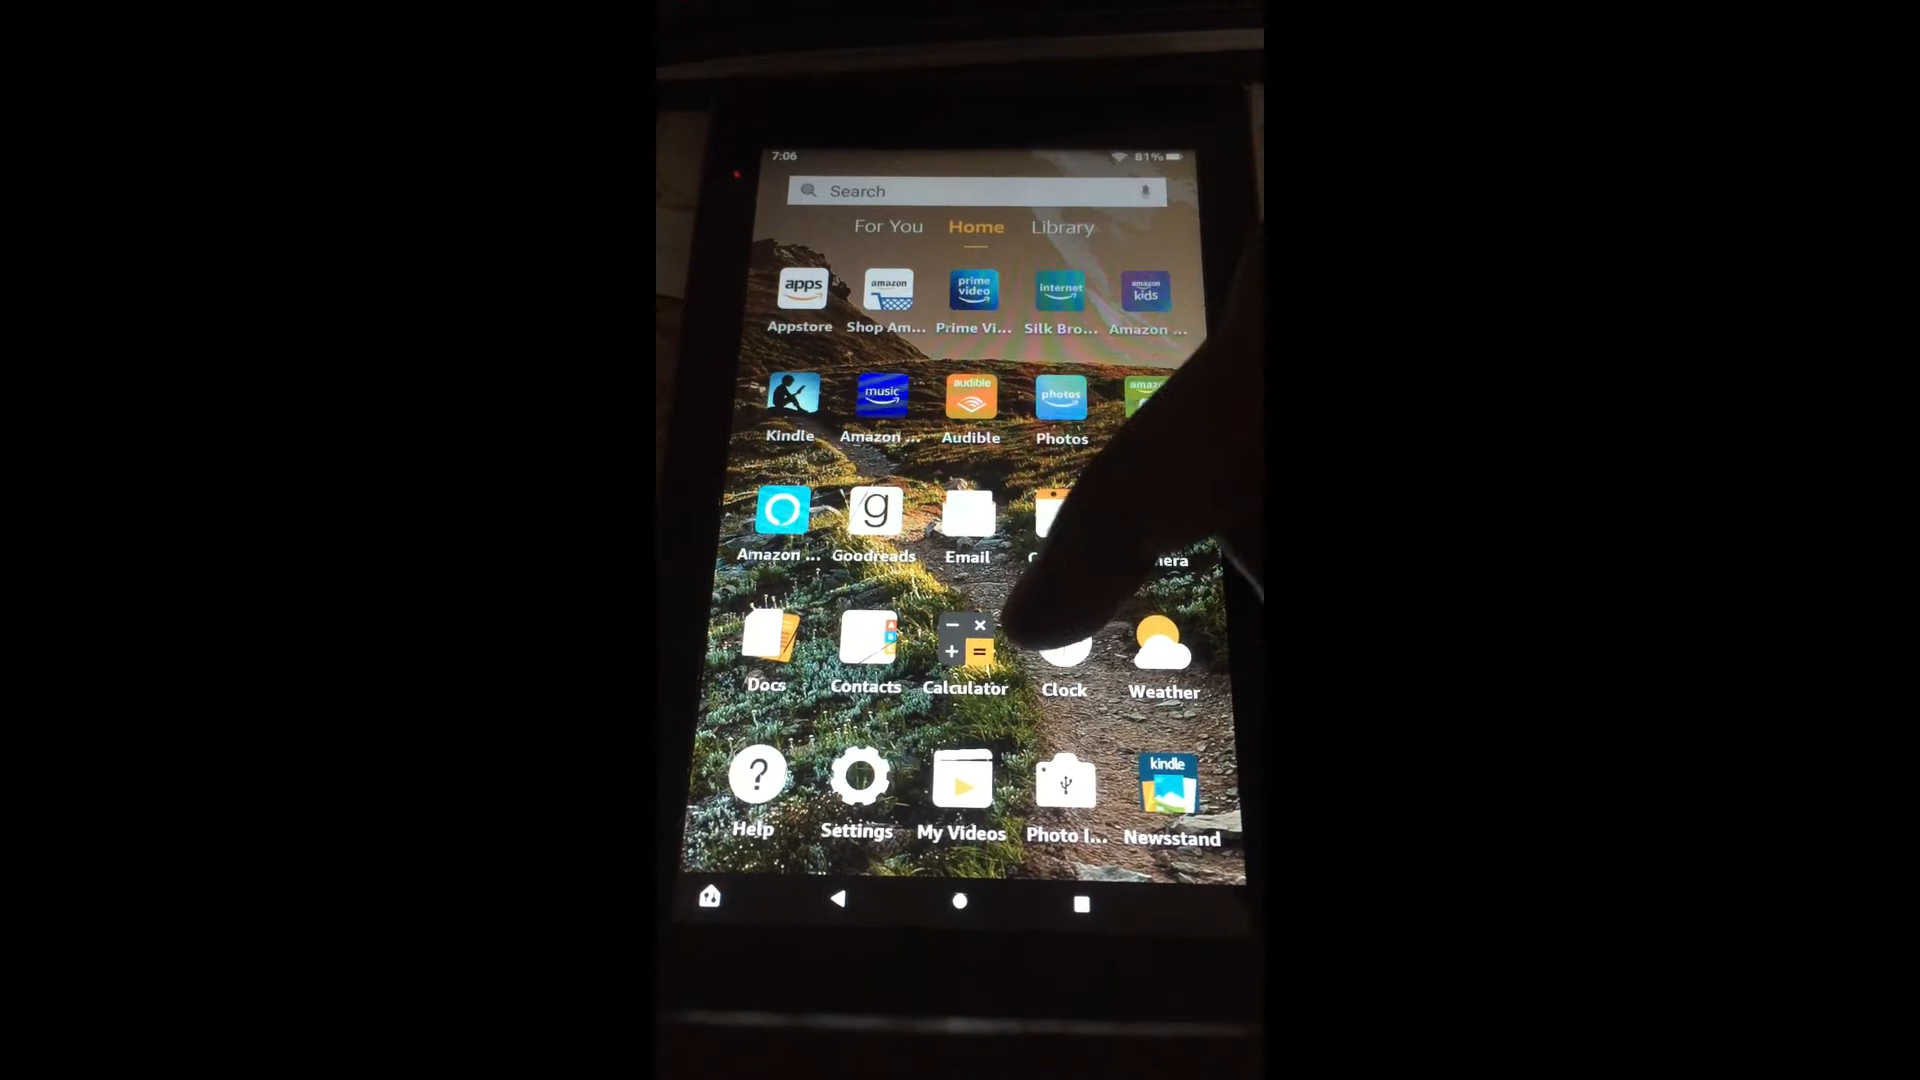 7:06 81%
Search
For You Home Library
apps amazon prime video internet amazon kids
Appstore Shop Am... Prime Vi... Silk Bro... Amazon ...
music audible photos
Kindle Amazon ... Audible Photos
g
Amazon ... Goodreads Email
− × + =
Docs Contacts Calculator Clock Weather
? kindle
Help Settings My Videos Photo I... Newsstand